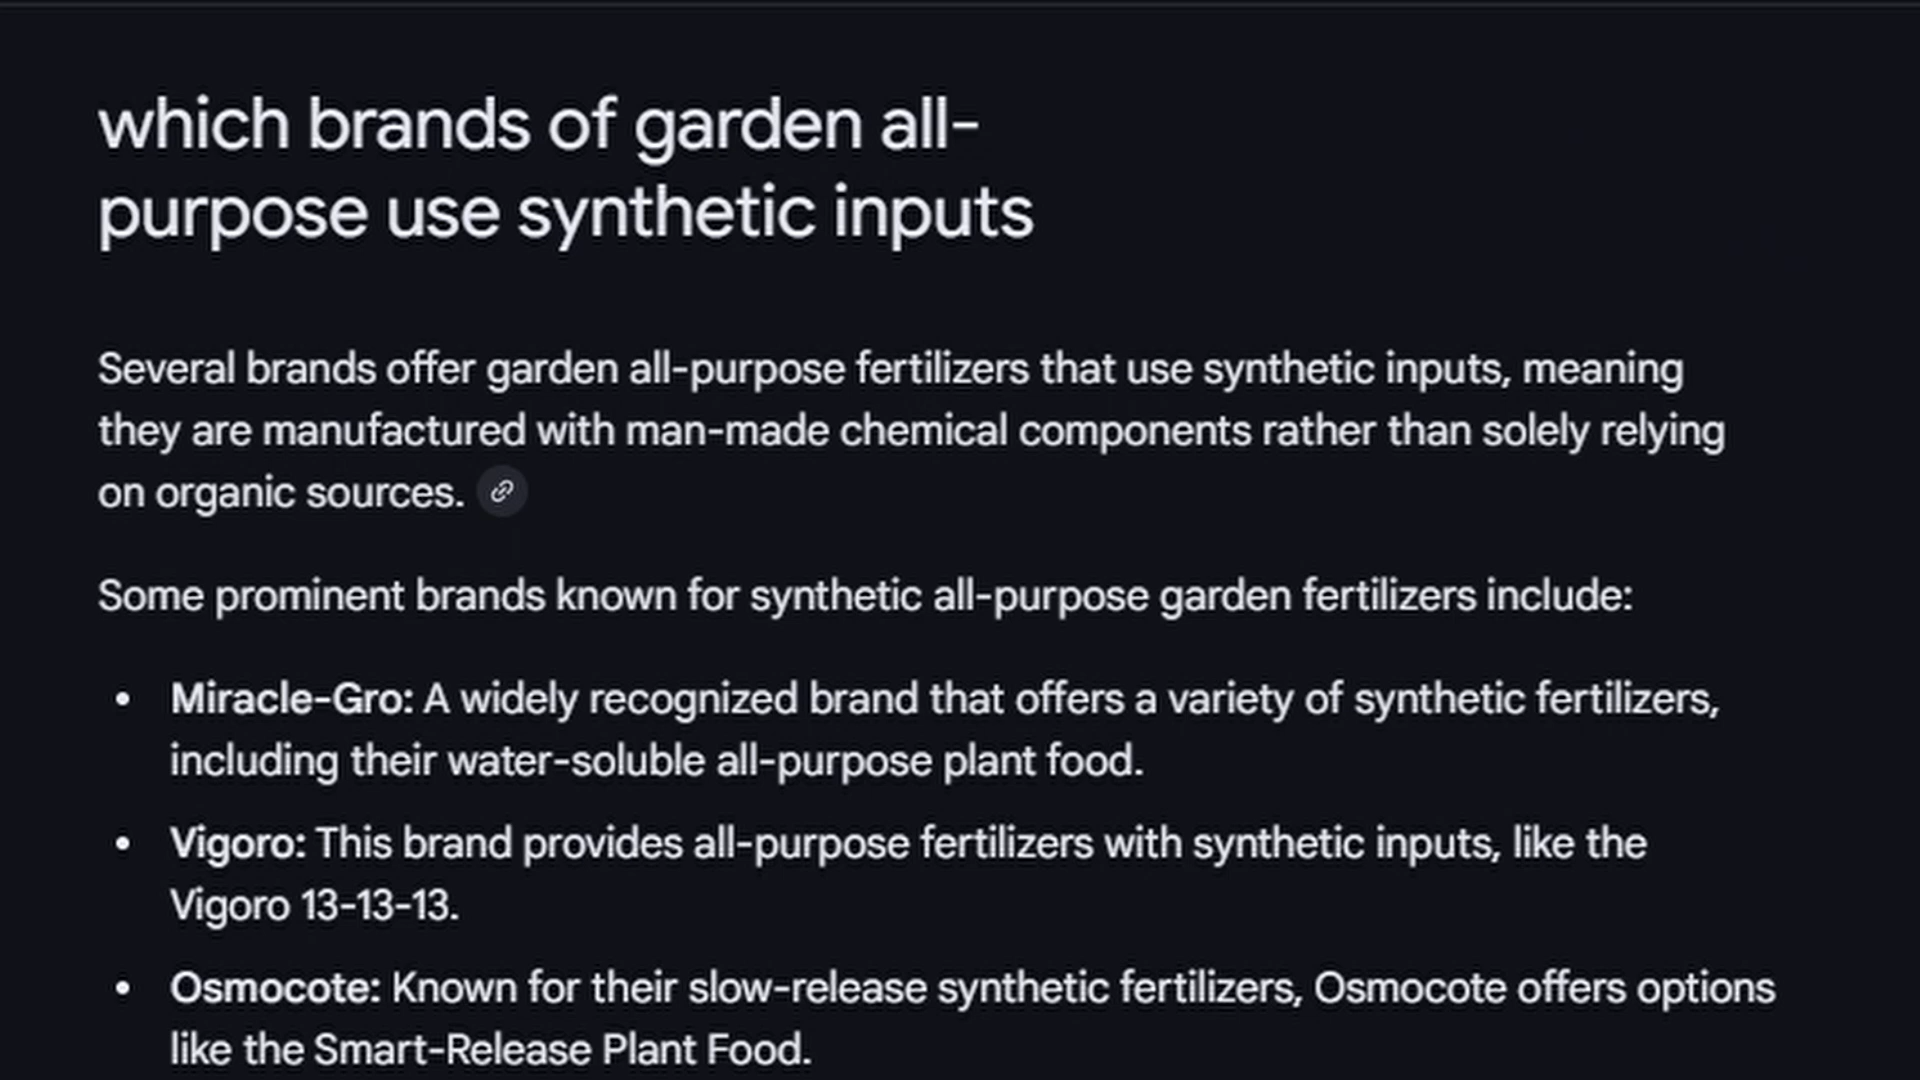 which brands of garden all-
purpose use synthetic inputs
Several brands offer garden all-purpose fertilizers that use synthetic inputs, meaning
they are manufactured with man-made chemical components rather than solely relying
on organic sources.
Some prominent brands known for synthetic all-purpose garden fertilizers include:
• Miracle-Gro: A widely recognized brand that offers a variety of synthetic fertilizers,
including their water-soluble all-purpose plant food.
• Vigoro: This brand provides all-purpose fertilizers with synthetic inputs, like the
Vigoro 13-13-13.
• Osmocote: Known for their slow-release synthetic fertilizers, Osmocote offers options
like the Smart-Release Plant Food.